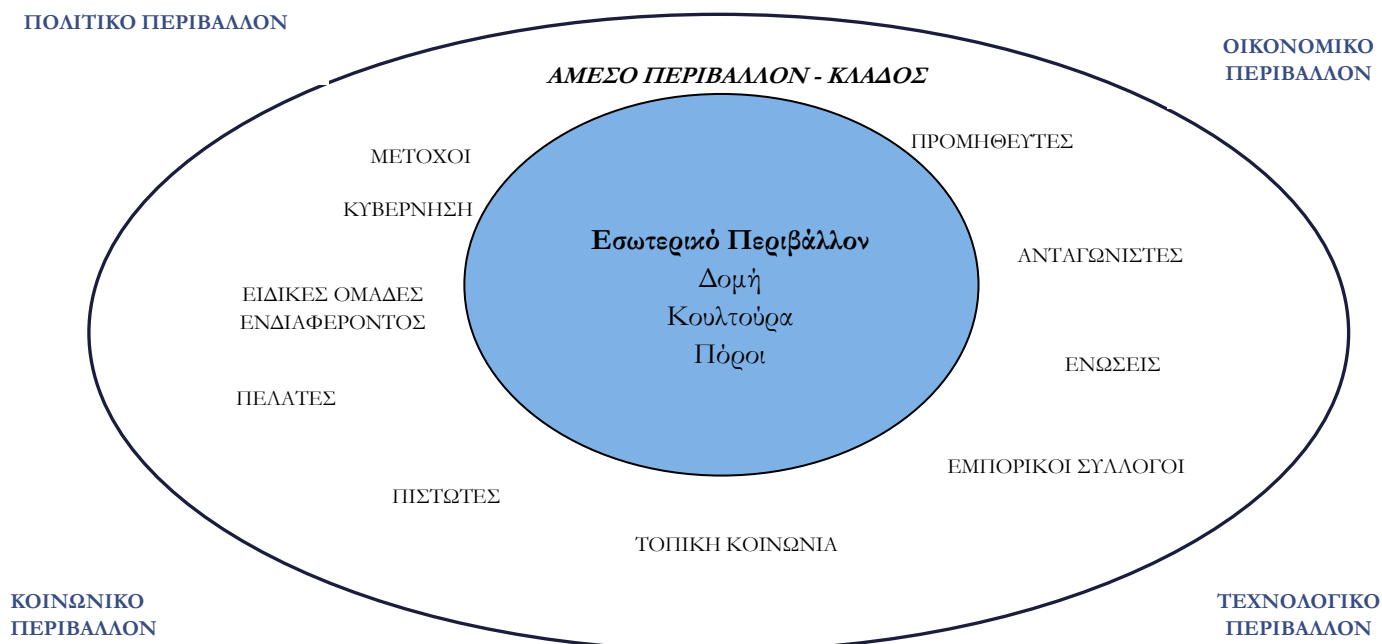 ΠΟΛΙΤΙΚΟ ΠΕΡΙΒΑΛΛΟΝ
ΟΙΚΟΝΟΜΙΚΟ
ΠΕΡΙΒΑΛΛΟΝ
ΑΜΕΣΟ ΠΕΡΙΒΑΛΛΟΝ - ΚΛΑΔΟΣ
ΜΕΤΟΧΟΙ
ΚΥΒΕΡΝΗΣΗ
ΕΙΔΙΚΕΣ ΟΜΑΔΕΣ
ΕΝΔΙΑΦΕΡΟΝΤΟΣ
ΠΕΛΑΤΕΣ
ΠΙΣΤΩΤΕΣ
Εσωτερικό Περιβάλλον
Δομή
Κουλτούρα
Πόροι
ΠΡΟΜΗΘΕΥΤΕΣ
ΑΝΤΑΓΩΝΙΣΤΕΣ
ΕΝΩΣΕΙΣ
ΕΜΠΟΡΙΚΟΙ ΣΥΛΛΟΓΟΙ
ΤΟΠΙΚΗ ΚΟΙΝΩΝΙΑ
ΚΟΙΝΩΝΙΚΟ
ΠΕΡΙΒΑΛΛΟΝ
ΤΕΧΝΟΛΟΓΙΚΟ
ΠΕΡΙΒΑΛΛΟΝ